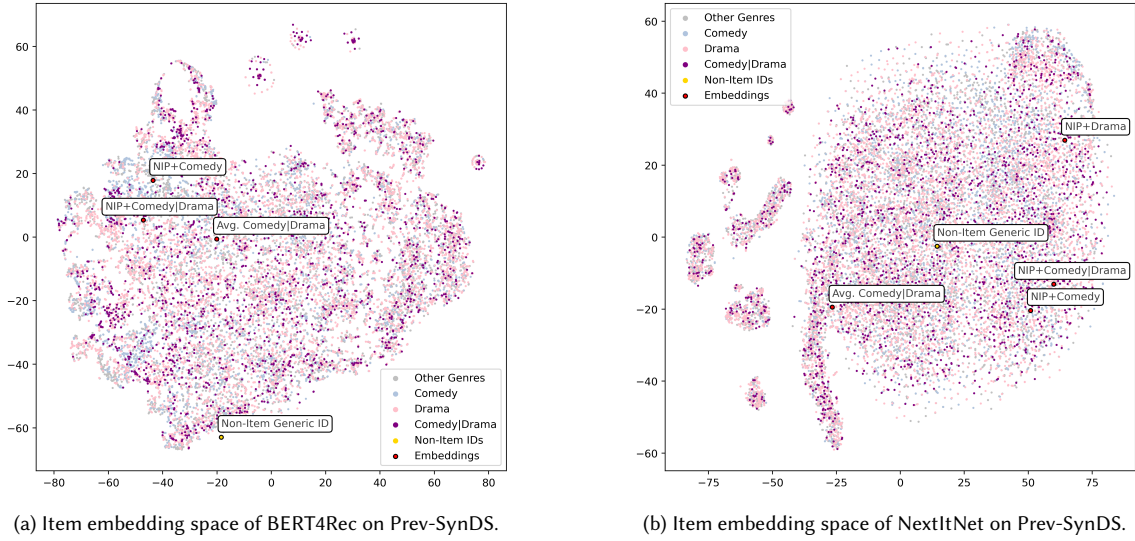 60
40
20
0
−20
−40
−60
−80
−60
−40
−20
0
20
40
60
80
NIP+Comedy
NIP+Comedy|Drama
Avg. Comedy|Drama
Non-Item Generic ID
Other Genres
Comedy
Drama
Comedy|Drama
Non-Item IDs
Embeddings
(a) Item embedding space of BERT4Rec on Prev-SynDS.
Other Genres
Comedy
Drama
Comedy|Drama
Non-Item IDs
Embeddings
60
40
20
0
−20
−40
−60
−75
−50
−25
0
25
50
75
NIP+Drama
Non-Item Generic ID
NIP+Comedy|Drama
NIP+Comedy
Avg. Comedy|Drama
(b) Item embedding space of NextItNet on Prev-SynDS.